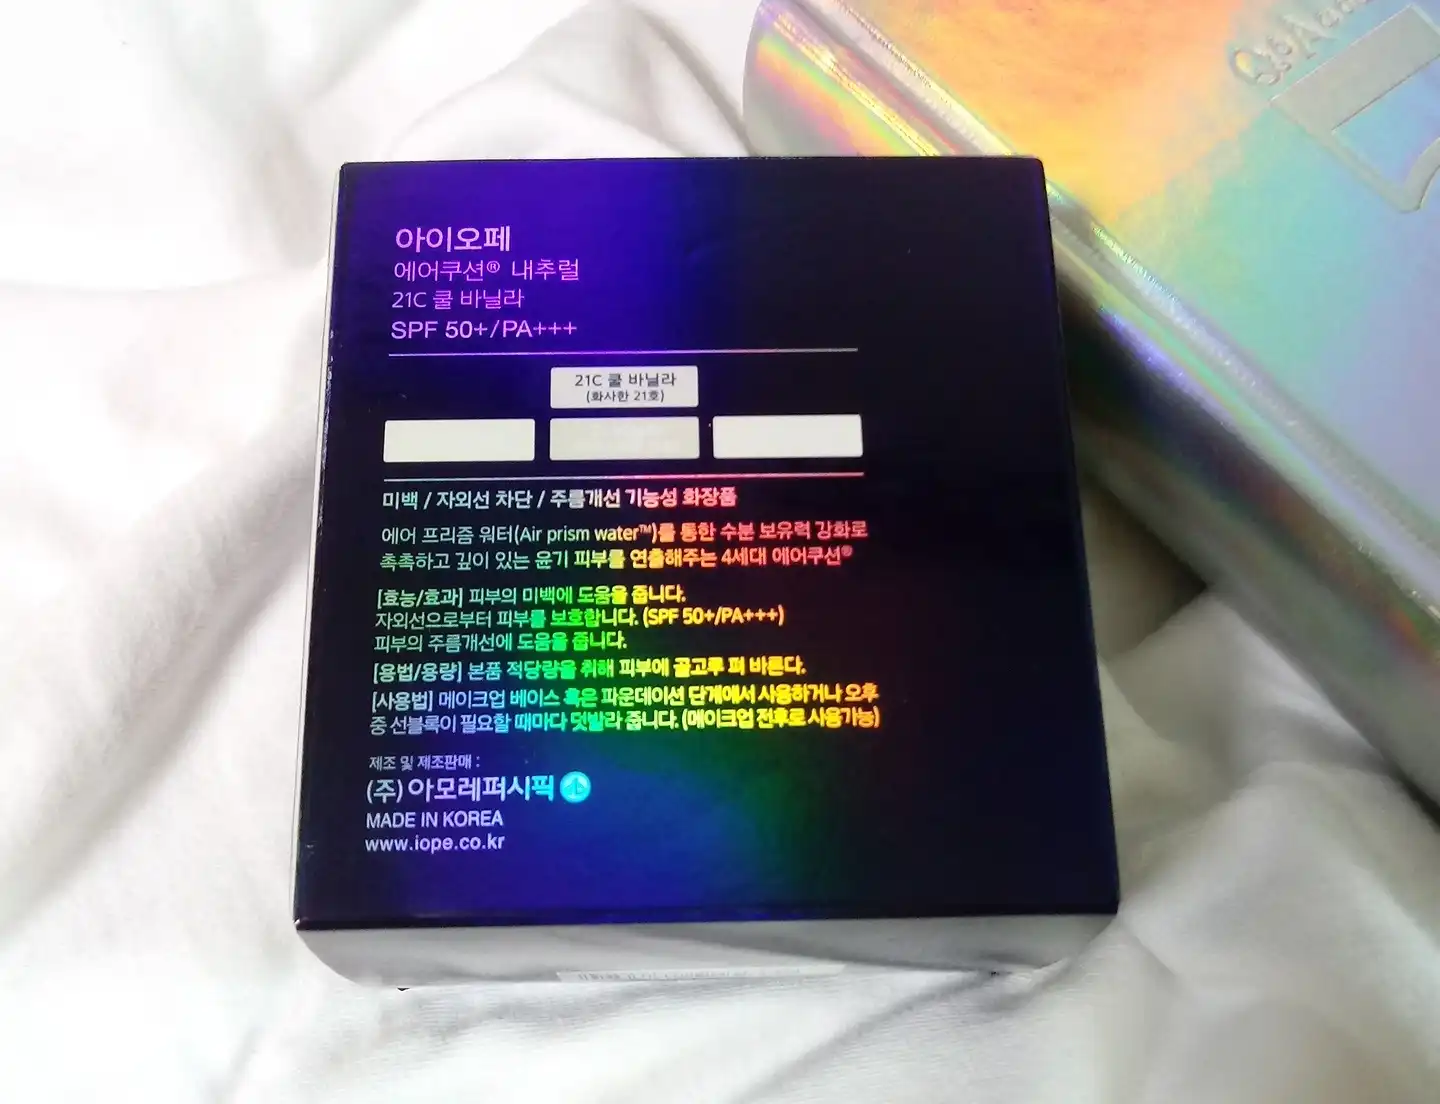 아이오페
에어쿠션® 내추럴
21C 쿨 바닐라
SPF 50+/PA+++
21C 쿨 바닐라
(화사한 21호)
미백 / 자외선 차단 / 주름개선 기능성 화장품
에어 프리즘 워터(Air prism water™)를 통한 수분 보유력 강화로
촉촉하고 깊이 있는 윤기 피부를 연출해주는 4세대 에어쿠션®
[효능/효과] 피부의 미백에 도움을 줍니다.
자외선으로부터 피부를 보호합니다. (SPF 50+/PA+++)
피부의 주름개선에 도움을 줍니다.
[용법/용량] 본품 적당량을 취해 피부에 골고루 펴 바른다.
[사용법] 메이크업 베이스 혹은 파운데이션 단계에서 사용하거나 오후
중 선블록이 필요할 때마다 덧발라 줍니다. (메이크업 전후로 사용가능)
제조 및 제조판매 :
(주)아모레퍼시픽
MADE IN KOREA
www.iope.co.kr